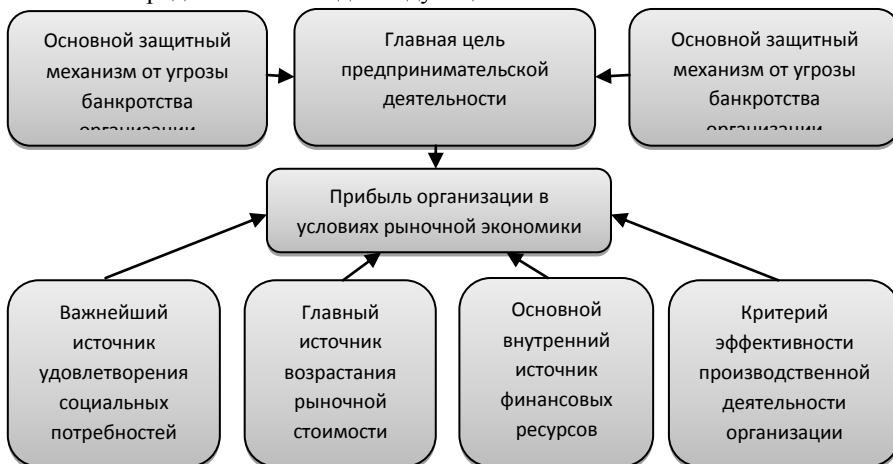 Основной защитный
механизм от угрозы
банкротства
организации
Главная цель
предпринимательской
деятельности
Основной защитный
механизм от угрозы
банкротства
организации
Прибыль организации в
условиях рыночной экономики
Важнейший
источник
удовлетворения
социальных
потребностей
Главный
источник
возрастания
рыночной
стоимости
Основной
внутренний
источник
финансовых
ресурсов
Критерий
эффективности
производственной
деятельности
организации